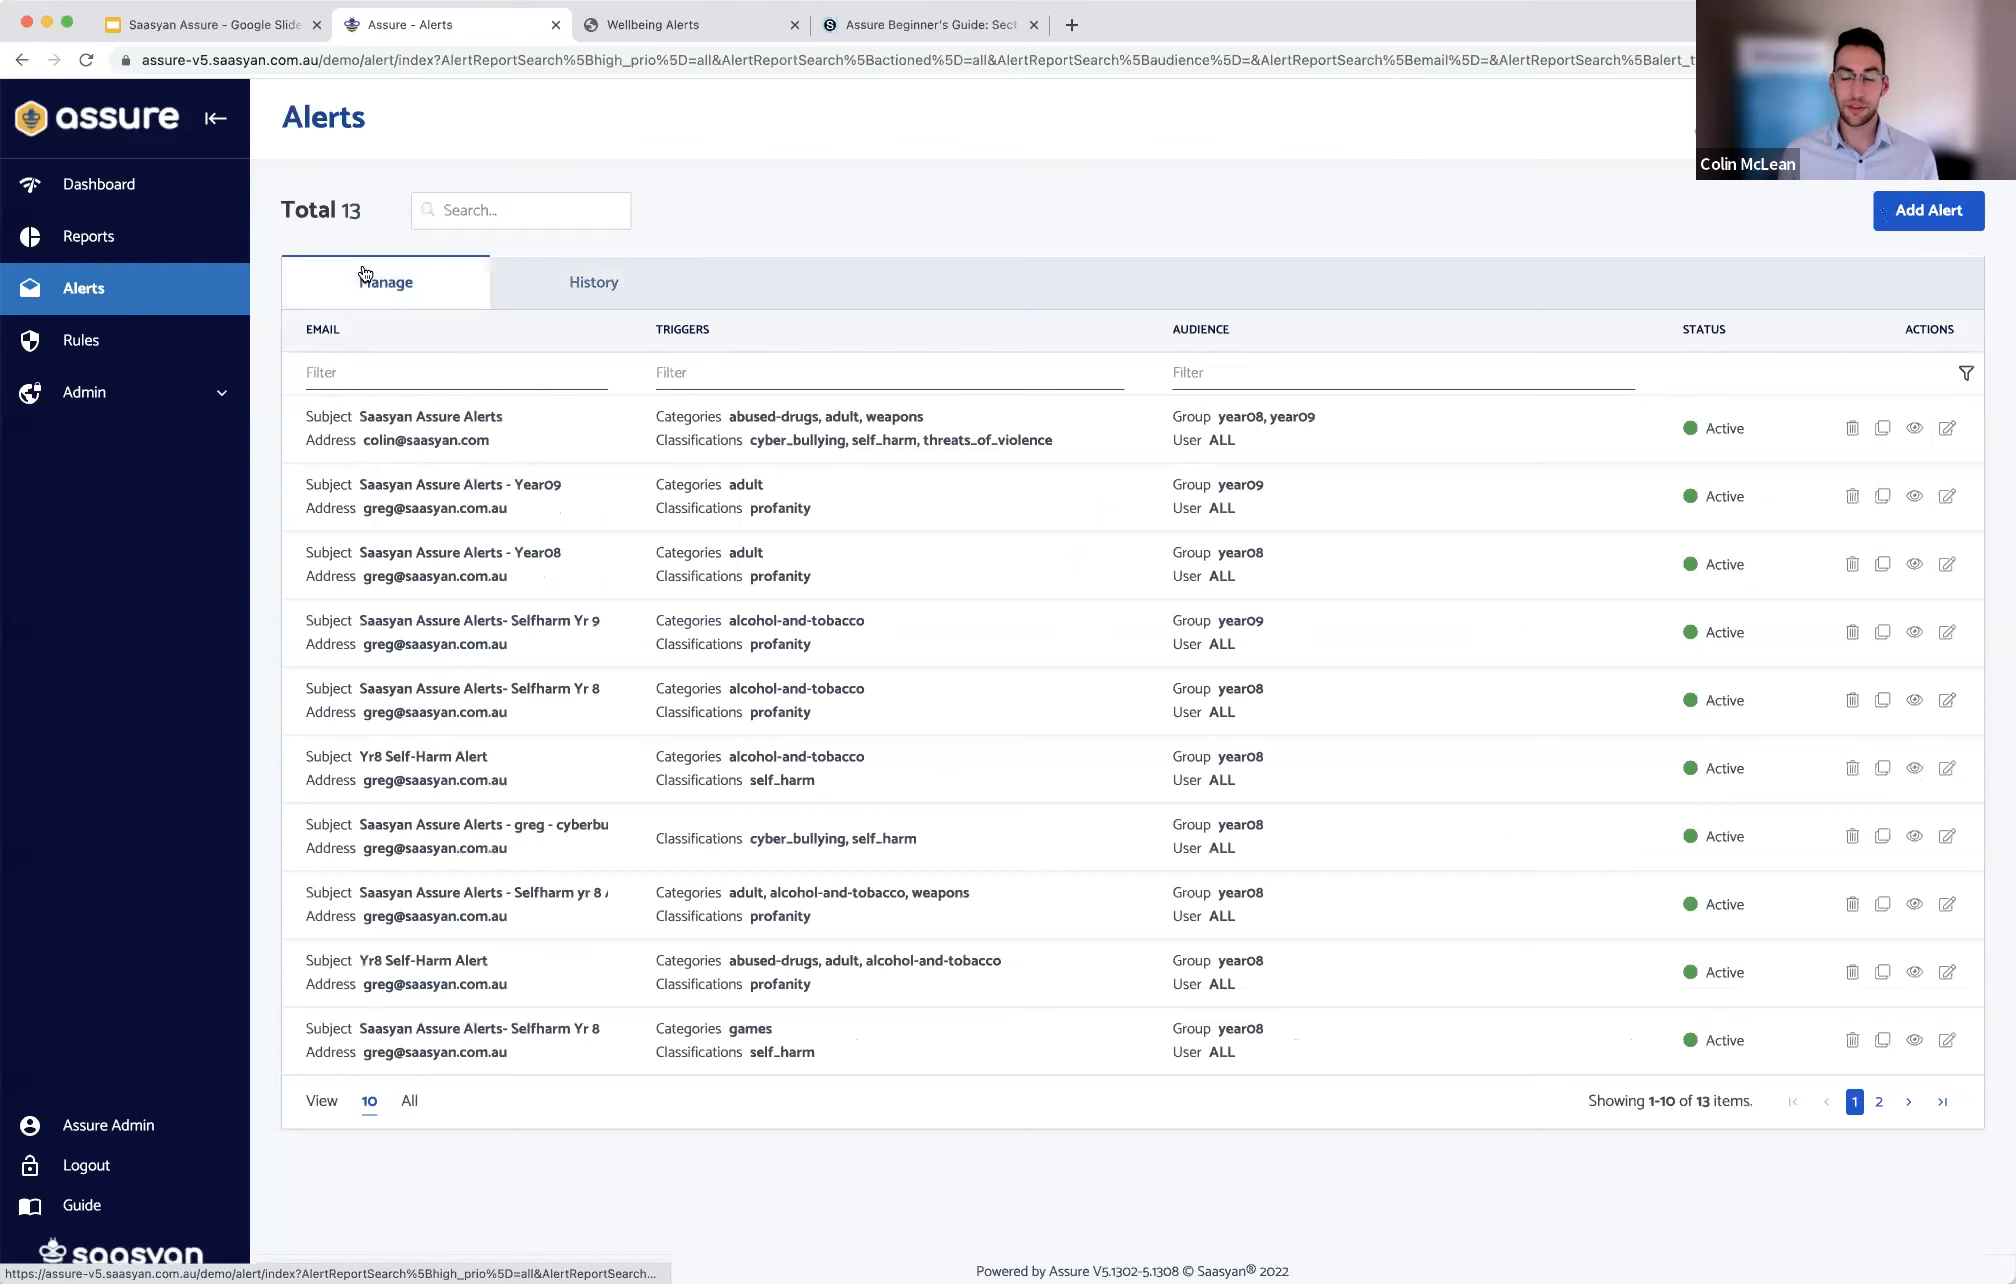 Saasyan Assure - Google Slide
Assure - Alerts
Wellbeing Alerts
Assure Beginner's Guide: Sect
assure-v5.saasyan.com.au/demo/alert/index?AlertReportSearch%5Bhigh_prio%5D=all&AlertReportSearch%5Bactioned%5D=all&AlertReportSearch%5Baudience%5D=&AlertReportSearch%5Bemail%5D=&AlertReportSearch%5Balert_t
Colin McLean
assure
Alerts
Dashboard
Reports
Alerts
Rules
Admin
Total 13
Search...
Add Alert
Manage
History
EMAIL TRIGGERS AUDIENCE STATUS ACTIONS
Filter Filter Filter
Subject Saasyan Assure Alerts Categories abused-drugs, adult, weapons Group year08, year09
Address colin@saasyan.com Classifications cyber_bullying, self_harm, threats_of_violence User ALL Active
Subject Saasyan Assure Alerts - Year09 Categories adult Group year09
Address greg@saasyan.com.au Classifications profanity User ALL Active
Subject Saasyan Assure Alerts - Year08 Categories adult Group year08
Address greg@saasyan.com.au Classifications profanity User ALL Active
Subject Saasyan Assure Alerts- Selfharm Yr 9 Categories alcohol-and-tobacco Group year09
Address greg@saasyan.com.au Classifications profanity User ALL Active
Subject Saasyan Assure Alerts- Selfharm Yr 8 Categories alcohol-and-tobacco Group year08
Address greg@saasyan.com.au Classifications profanity User ALL Active
Subject Yr8 Self-Harm Alert Categories alcohol-and-tobacco Group year08
Address greg@saasyan.com.au Classifications self_harm User ALL Active
Subject Saasyan Assure Alerts - greg - cyberbu Group year08
Address greg@saasyan.com.au Classifications cyber_bullying, self_harm User ALL Active
Subject Saasyan Assure Alerts - Selfharm yr 8 Categories adult, alcohol-and-tobacco, weapons Group year08
Address greg@saasyan.com.au Classifications profanity User ALL Active
Subject Yr8 Self-Harm Alert Categories abused-drugs, adult, alcohol-and-tobacco Group year08
Address greg@saasyan.com.au Classifications profanity User ALL Active
Subject Saasyan Assure Alerts- Selfharm Yr 8 Categories games Group year08
Address greg@saasyan.com.au Classifications self_harm User ALL Active
View 10 All
Showing 1-10 of 13 items.
1 2
Assure Admin
Logout
Guide
saasyan
https://assure-v5.saasyan.com.au/demo/alert/index?AlertReportSearch%5Bhigh_prio%5D=all&AlertReportSearch...
Powered by Assure V5.1302-5.1308 © Saasyan® 2022